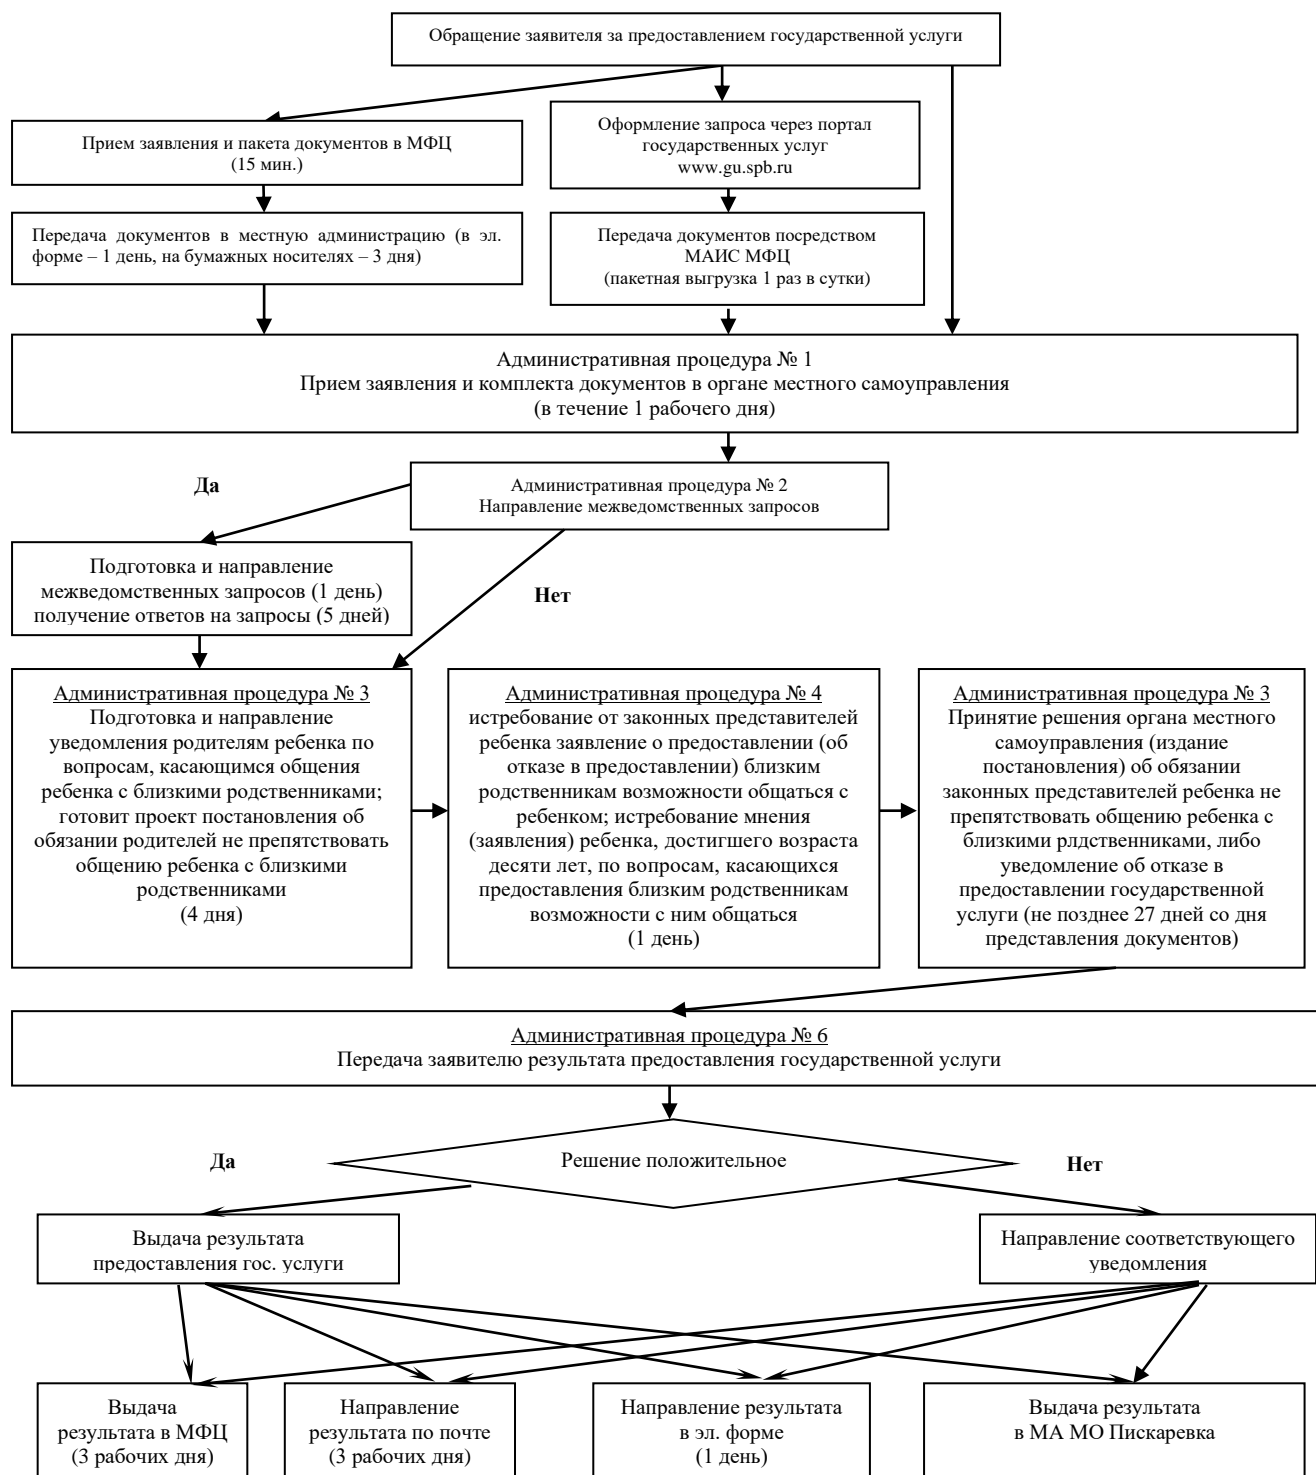 Обращение заявителя за предоставлением государственной услуги
Прием заявления и пакета документов в МФЦ
(15 мин.)
Оформление запроса через портал
государственных услуг
www.gu.spb.ru
Передача документов в местную администрацию (в эл.
форме – 1 день, на бумажных носителях – 3 дня)
Передача документов посредством
МАИС МФЦ
(пакетная выгрузка 1 раз в сутки)
Административная процедура № 1
Прием заявления и комплекта документов в органе местного самоуправления
(в течение 1 рабочего дня)
Да
Административная процедура № 2
Направление межведомственных запросов
Подготовка и направление
межведомственных запросов (1 день)
получение ответов на запросы (5 дней)
Нет
Административная процедура № 3
Подготовка и направление
уведомления родителям ребенка по
вопросам, касающимся общения
ребенка с близкими родственниками;
готовит проект постановления об
обязании родителей не препятствовать
общению ребенка с близкими
родственниками
(4 дня)
Административная процедура № 4
истребование от законных представителей
ребенка заявление о предоставлении (об
отказе в предоставлении) близким
родственникам возможности общаться с
ребенком; истребование мнения
(заявления) ребенка, достигшего возраста
десяти лет, по вопросам, касающихся
предоставления близким родственникам
возможности с ним общаться
(1 день)
Административная процедура № 3
Принятие решения органа местного
самоуправления (издание
постановления) об обязании
законных представителей ребенка не
препятствовать общению ребенка с
близкими рлдственниками, либо
уведомление об отказе в
предоставлении государственной
услуги (не позднее 27 дней со дня
представления документов)
Административная процедура № 6
Передача заявителю результата предоставления государственной услуги
Да
Решение положительное
Нет
Выдача результата
предоставления гос. услуги
Направление соответствующего
уведомления
Выдача
результата в МФЦ
(3 рабочих дня)
Направление
результата по почте
(3 рабочих дня)
Направление результата
в эл. форме
(1 день)
Выдача результата
в МА МО Пискаревка